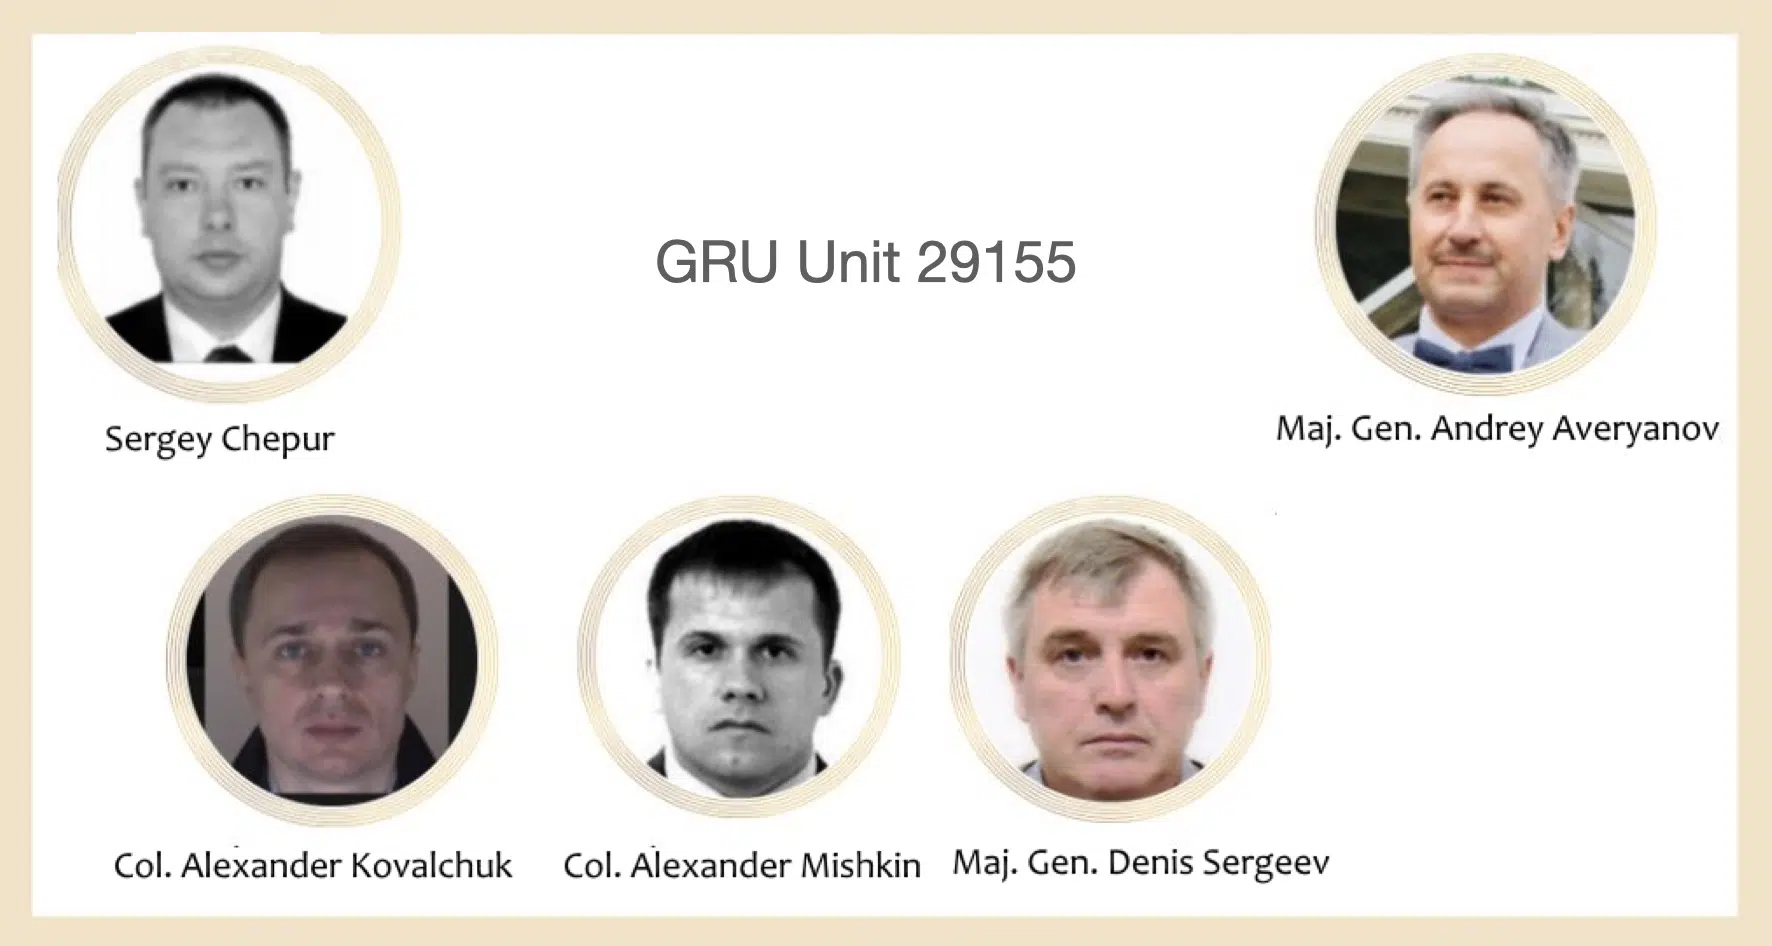 GRU Unit 29155
Sergey Chepur
Maj. Gen. Andrey Averyanov
Col. Alexander Kovalchuk
Col. Alexander Mishkin
Maj. Gen. Denis Sergeev